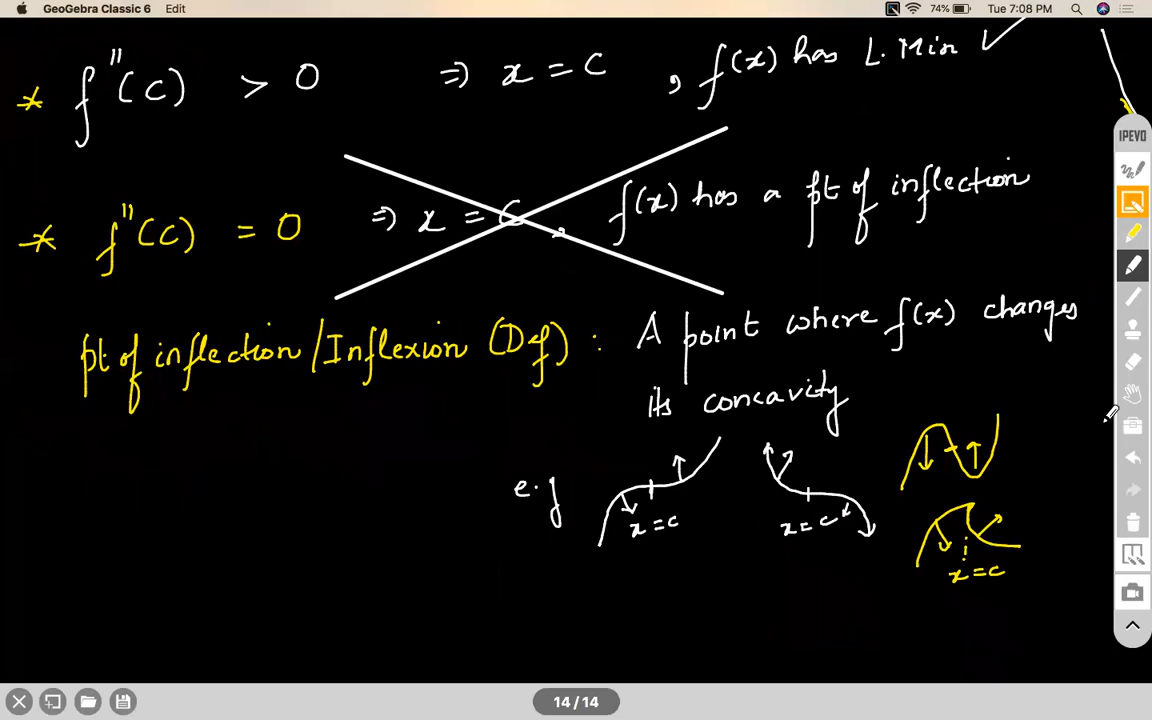 GeoGebra Classic 6 Edit 74% Tue 7:08 PM
* f''(C) > 0 ⇒ x = C , f(x) has L. Min ✓
IPEVO
* f''(C) = 0 ⇒ x = C , f(x) has a pt of inflection
pt of inflection/Inflexion (Def) : A point where f(x) changes
its concavity
e.g x = c x = c x = c
14 / 14